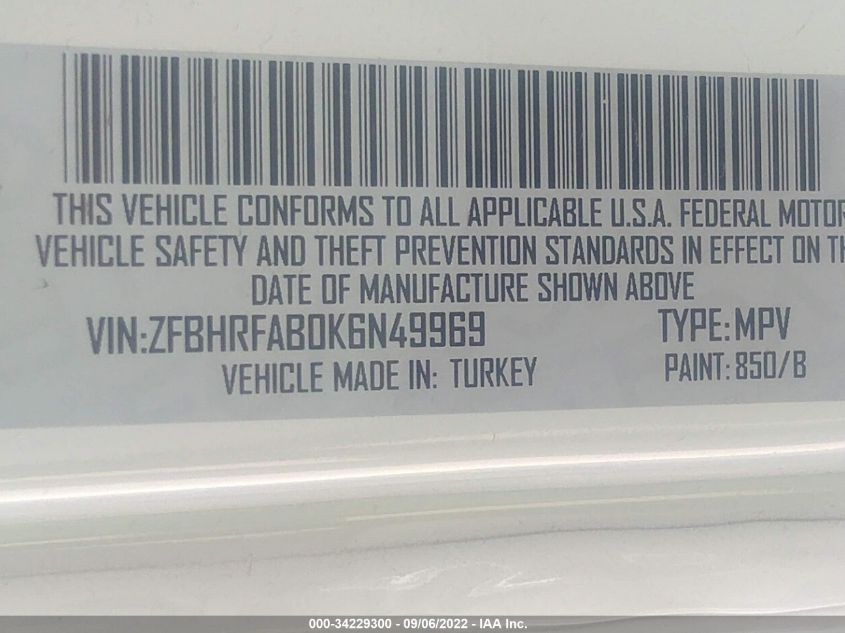 THIS VEHICLE CONFORMS TO ALL APPLICABLE U.S.A. FEDERAL MOTOR
VEHICLE SAFETY AND THEFT PREVENTION STANDARDS IN EFFECT ON TH
DATE OF MANUFACTURE SHOWN ABOVE
VIN:ZFBHRFAB0K6N49969 TYPE:MPV
VEHICLE MADE IN: TURKEY PAINT:850/B
000-34229300 - 09/06/2022 - IAA Inc.